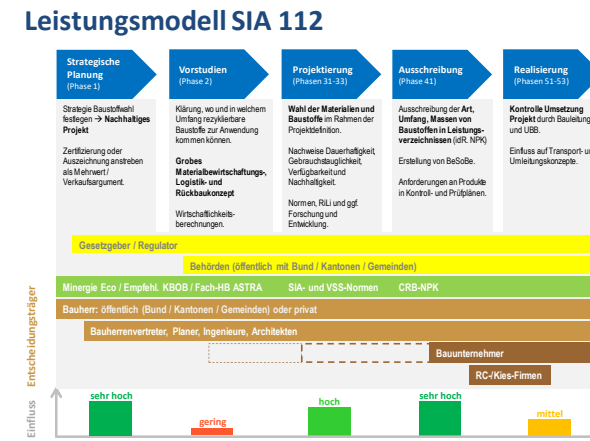 Leistungsmodell SIA 112
Strategische
Planung
(Phase 1)
Strategie Baustoffwahl
festlegen → Nachhaltiges
Projekt
Zertifizierung oder
Auszeichnung anstreben
als Mehrwert /
Verkaufsargument.
Vorstudien
(Phase 2)
Klärung, wo und in welchem
Umfang rezyklierbare
Baustoffe zur Anwendung
kommen können.
Grobes
Materialbewirtschaftungs-,
Logistik- und
Rückbaukonzept
Wirtschaftlichkeits-
berechnungen.
Projektierung
(Phasen 31-33)
Wahl der Materialien und
Baustoffe im Rahmen der
Projektdefinition.
Nachweise Dauerhaftigkeit,
Gebrauchstauglichkeit,
Verfügbarkeit und
Nachhaltigkeit.
Normen, RiLi und ggf.
Forschung und
Entwicklung.
Ausschreibung
(Phase 41)
Ausschreibung der Art,
Umfang, Massen von
Baustoffen in Leistungs-
verzeichnissen (idR. NPK)
Erstellung von BeSoBe.
Anforderungen an Produkte
in Kontroll- und Prüfplänen.
Realisierung
(Phasen 51-53)
Kontrolle Umsetzung
Projekt durch Bauleitung
und UBB.
Einfluss auf Transport- un
Umleitungskonzepte.
Gesetzgeber / Regulator
Behörden (öffentlich mit Bund / Kantonen / Gemeinden)
Minergie Eco / Empfehl. KBOB / Fach-HB ASTRA
SIA- und VSS-Normen
CRB-NPK
Bauherr: öffentlich (Bund / Kantonen / Gemeinden) oder privat
Bauherrenvertreter, Planer, Ingenieure, Architekten
Bauunternehmer
RC-/Kies-Firmen
Entscheidungsträger
Einfluss
sehr hoch
gering
hoch
sehr hoch
mittel